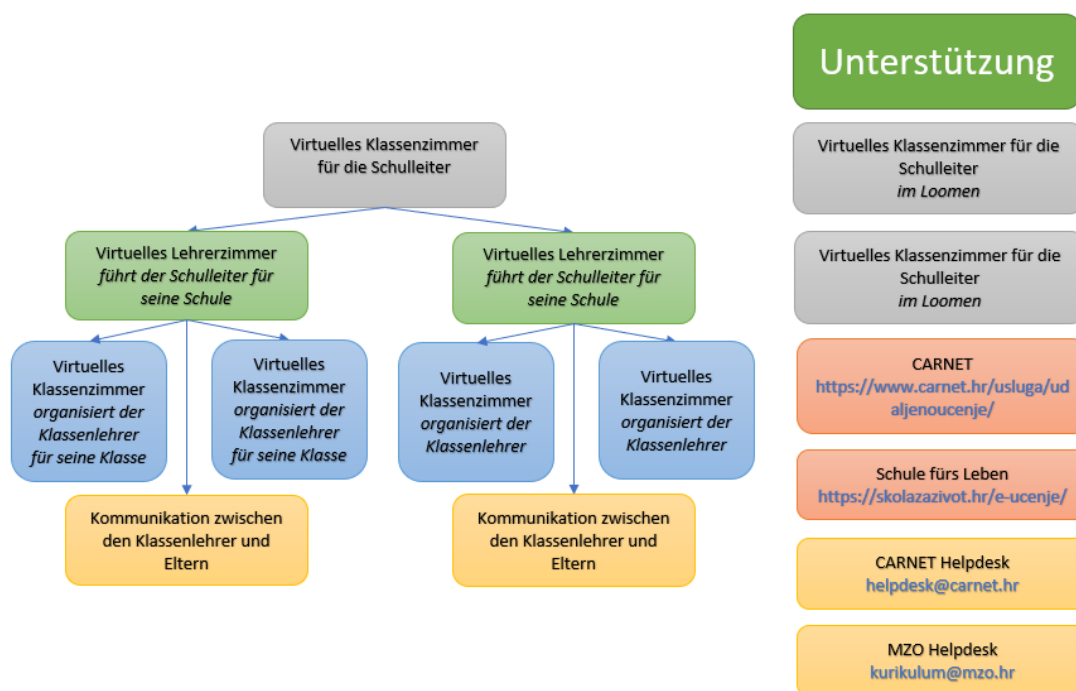 Unterstützung
Virtuelles Klassenzimmer
für die Schulleiter
Virtuelles Lehrerzimmer
führt der Schulleiter für
seine Schule
Virtuelles Lehrerzimmer
führt der Schulleiter für
seine Schule
Virtuelles
Klassenzimmer
organisiert der
Klassenlehrer
für seine Klasse
Virtuelles
Klassenzimmer
organisiert der
Klassenlehrer
für seine Klasse
Virtuelles
Klassenzimmer
organisiert der
Klassenlehrer
Virtuelles
Klassenzimmer
organisiert der
Klassenlehrer
Kommunikation zwischen
den Klassenlehrer und
Eltern
Kommunikation zwischen
den Klassenlehrer und
Eltern
Virtuelles Klassenzimmer für die
Schulleiter
im Loomen
Virtuelles Klassenzimmer für die
Schulleiter
im Loomen
CARNET
https://www.carnet.hr/usluga/ud
aljenoucenje/
Schule fürs Leben
https://skolazazivot.hr/e-ucenje/
CARNET Helpdesk
helpdesk@carnet.hr
MZO Helpdesk
kurikulum@mzo.hr